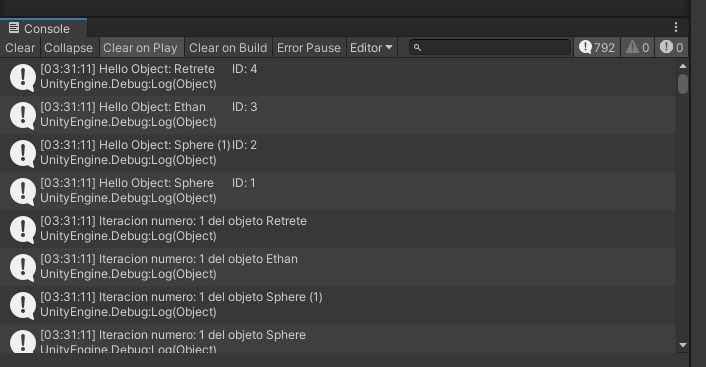 Console
Clear Collapse Clear on Play Clear on Build Error Pause Editor 792 0 0
[03:31:11] Hello Object: Retrete ID: 4
UnityEngine.Debug:Log(Object)
[03:31:11] Hello Object: Ethan ID: 3
UnityEngine.Debug:Log(Object)
[03:31:11] Hello Object: Sphere (1) ID: 2
UnityEngine.Debug:Log(Object)
[03:31:11] Hello Object: Sphere ID: 1
UnityEngine.Debug:Log(Object)
[03:31:11] Iteracion numero: 1 del objeto Retrete
UnityEngine.Debug:Log(Object)
[03:31:11] Iteracion numero: 1 del objeto Ethan
UnityEngine.Debug:Log(Object)
[03:31:11] Iteracion numero: 1 del objeto Sphere (1)
UnityEngine.Debug:Log(Object)
[03:31:11] Iteracion numero: 1 del objeto Sphere
UnityEngine.Debug:Log(Object)